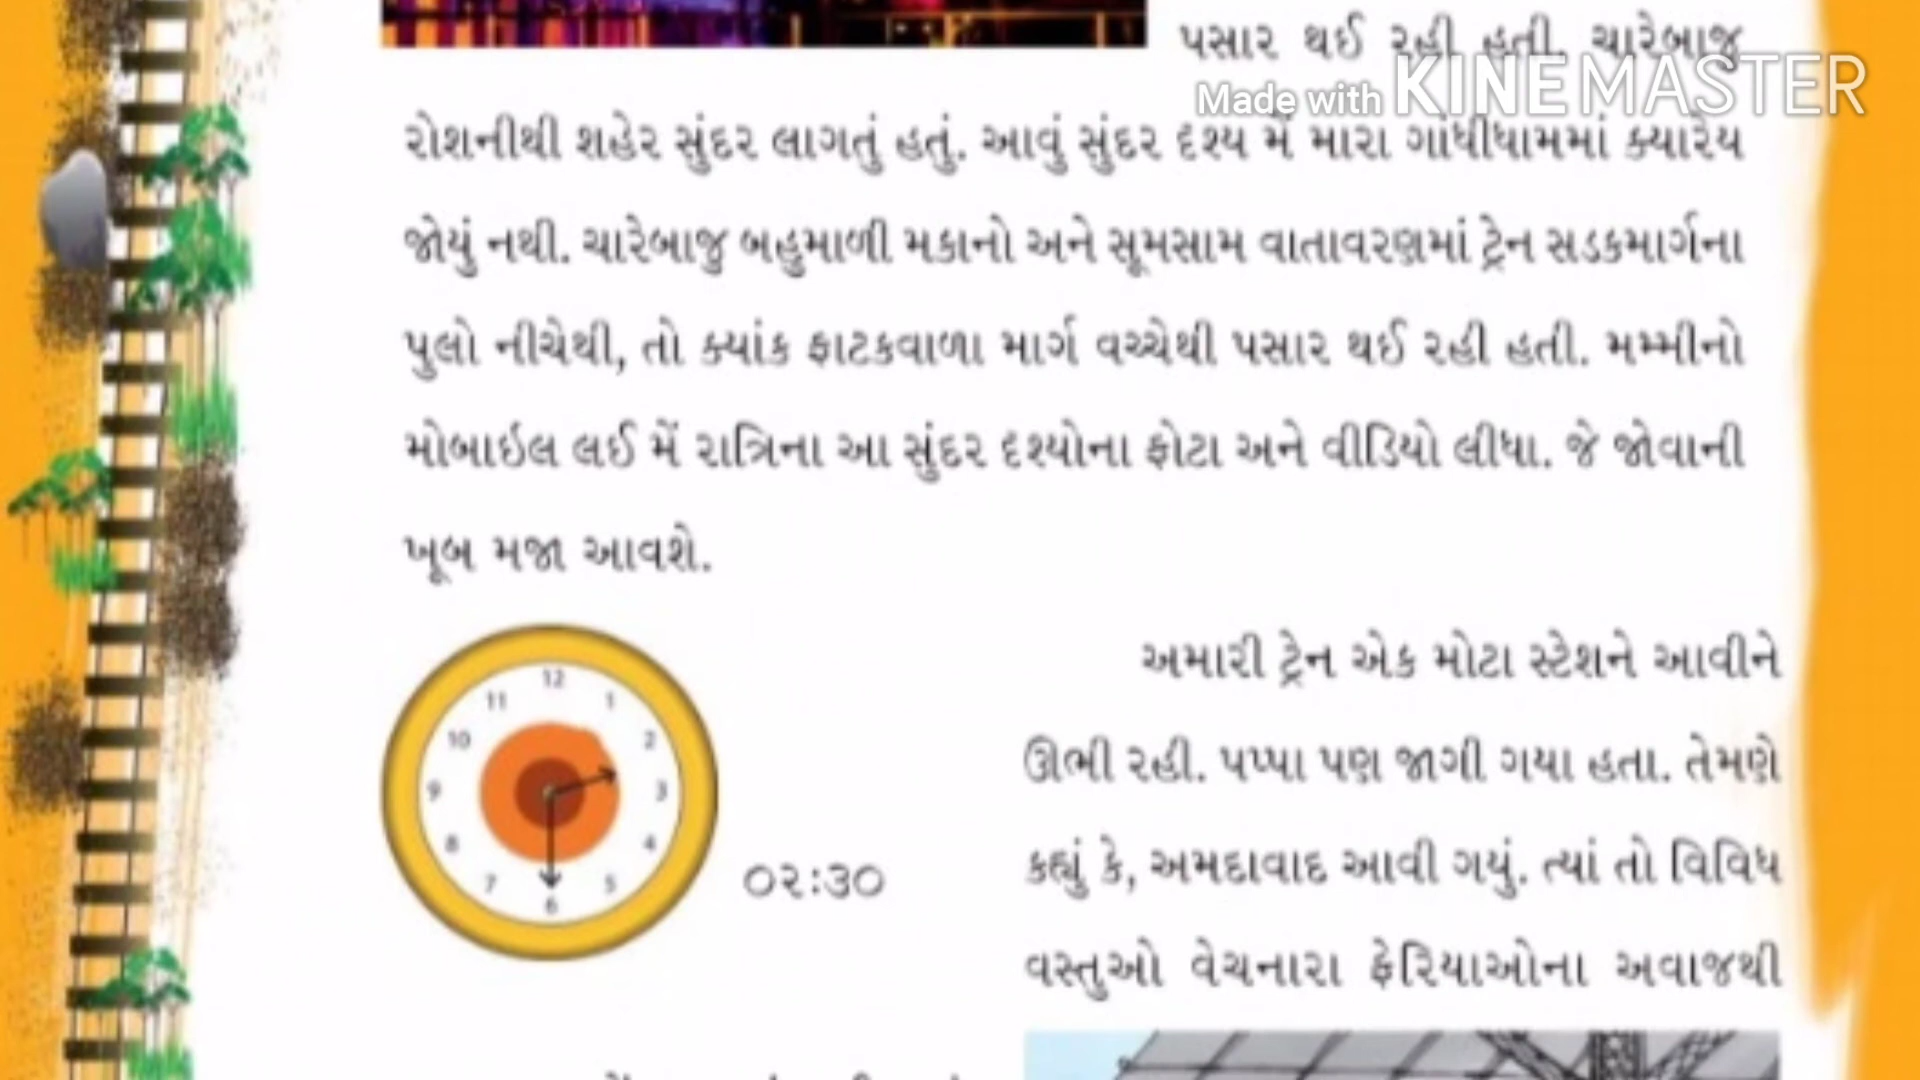 પસાર થઈ રહી હતી. ચારેબાજુ
Made with KINEMASTER
રોશનીથી શહેર સુંદર લાગતું હતું. આવું સુંદર દૃશ્ય મેં મારા ગાંધીધામમાં ક્યારેય
જોયું નથી. ચારેબાજુ બહુમાળી મકાનો અને સૂમસામ વાતાવરણમાં ટ્રેન સડકમાર્ગના
પુલો નીચેથી, તો ક્યાંક ફાટકવાળા માર્ગ વચ્ચેથી પસાર થઈ રહી હતી. મમ્મીનો
મોબાઇલ લઈ મેં રાત્રિના આ સુંદર દૃશ્યોના ફોટા અને વીડિયો લીધા. જે જોવાની
ખૂબ મજા આવશે.
12
1
2
3
4
5
6
7
8
9
10
11
૦૨:૩૦
અમારી ટ્રેન એક મોટા સ્ટેશને આવીને
ઊભી રહી. પપ્પા પણ જાગી ગયા હતા. તેમણે
કહ્યું કે, અમદાવાદ આવી ગયું. ત્યાં તો વિવિધ
વસ્તુઓ વેચનારા ફેરિયાઓના અવાજથી